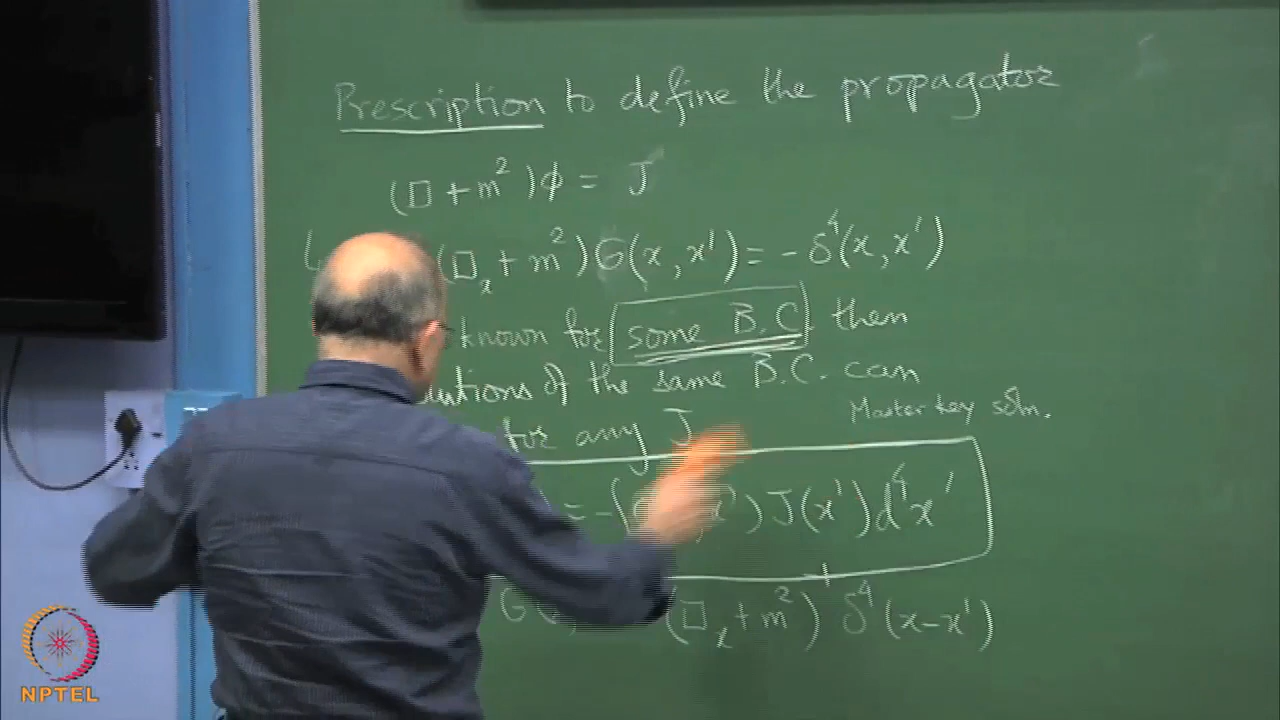 Prescription to define the propagator
(□ + m²)ϕ = J
(□ₓ + m²)G(x, x') = - δ⁴(x, x')
known for some B.C. then
utions of the same B.C. can
for any J
Master key soln.
= -∫ J(x') d⁴x'
(□ₓ + m²) δ⁴(x-x')
NPTEL